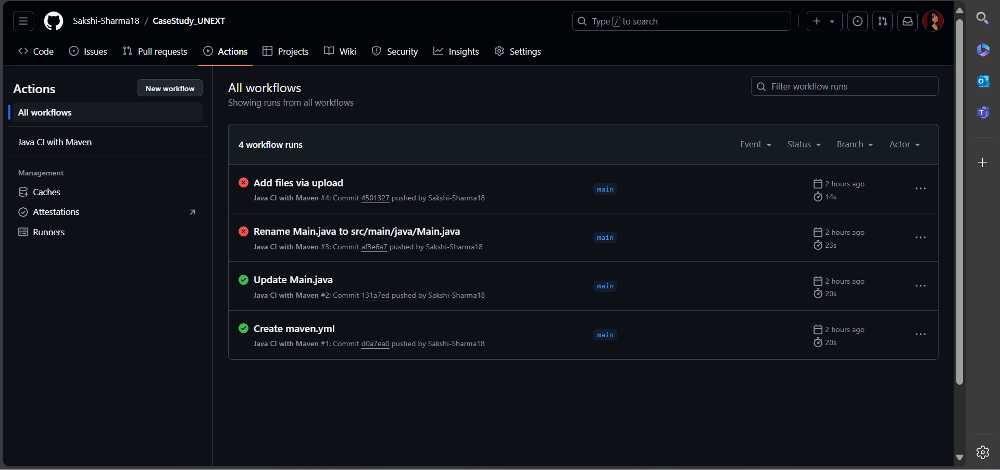 Sakshi-Sharma18 / CaseStudy_UNEXT
Type / to search
Code
Issues
Pull requests
Actions
Projects
Wiki
Security
Insights
Settings
Actions
New workflow
All workflows
Java CI with Maven
Management
Caches
Attestations
Runners
All workflows
Showing runs from all workflows
Filter workflow runs
4 workflow runs
Event
Status
Branch
Actor
Add files via upload
Java CI with Maven #4: Commit 4501327 pushed by Sakshi-Sharma18
main
2 hours ago
14s
Rename Main.java to src/main/java/Main.java
Java CI with Maven #3: Commit af3e6a7 pushed by Sakshi-Sharma18
main
2 hours ago
23s
Update Main.java
Java CI with Maven #2: Commit 131a7ed pushed by Sakshi-Sharma18
main
2 hours ago
20s
Create maven.yml
Java CI with Maven #1: Commit d0a7ea0 pushed by Sakshi-Sharma18
main
2 hours ago
20s